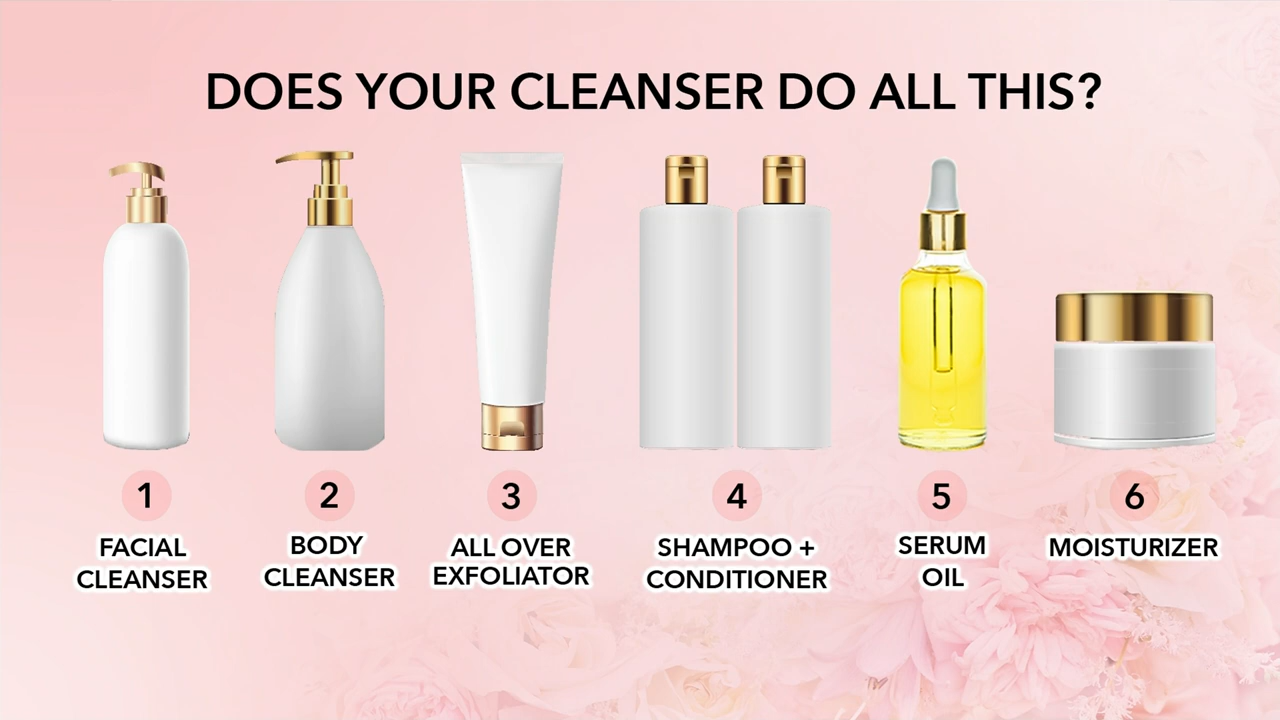 DOES YOUR CLEANSER DO ALL THIS?
1
FACIAL
CLEANSER
2
BODY
CLEANSER
3
ALL OVER
EXFOLIATOR
4
SHAMPOO +
CONDITIONER
5
SERUM
OIL
6
MOISTURIZER